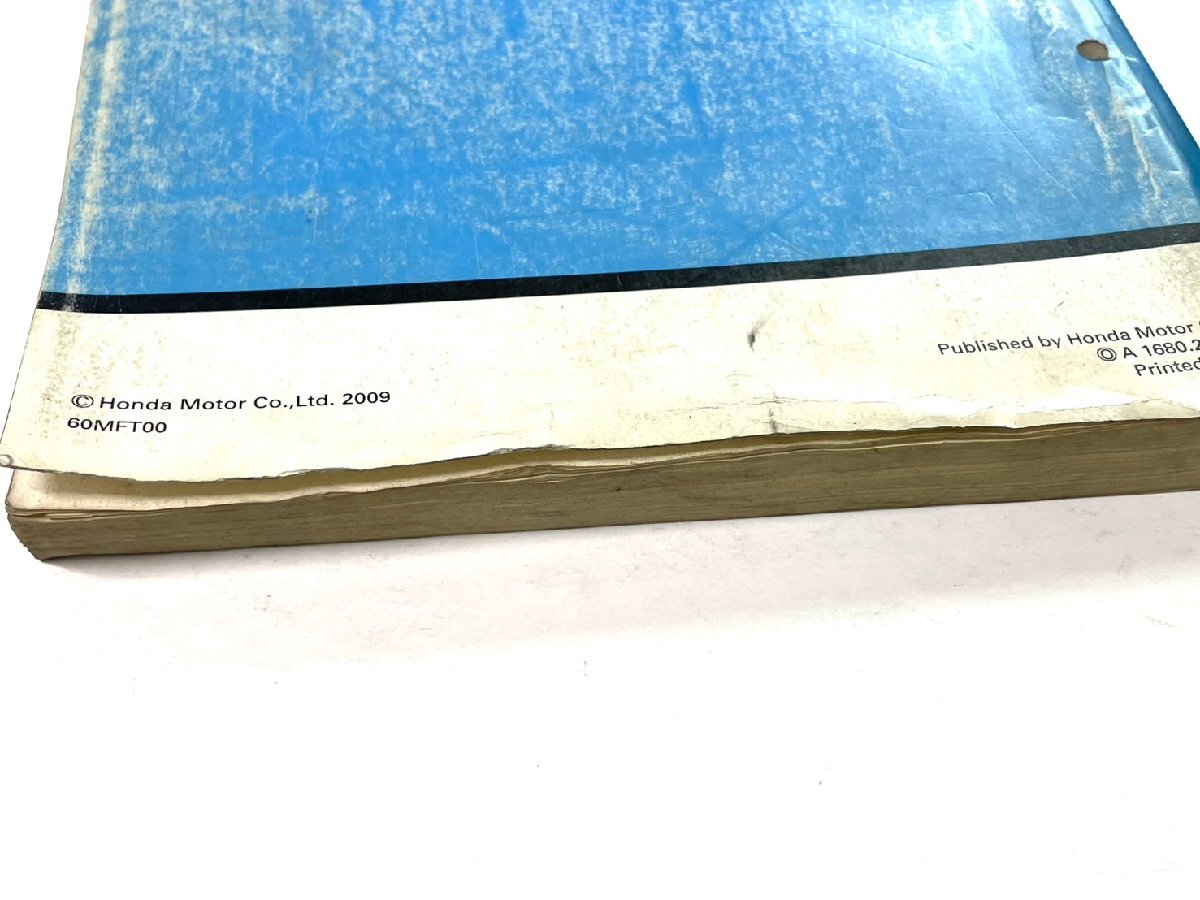 © Honda Motor Co.,Ltd. 2009
60MFT00
Published by Honda Motor
Ⓞ A 1680.2
Printed